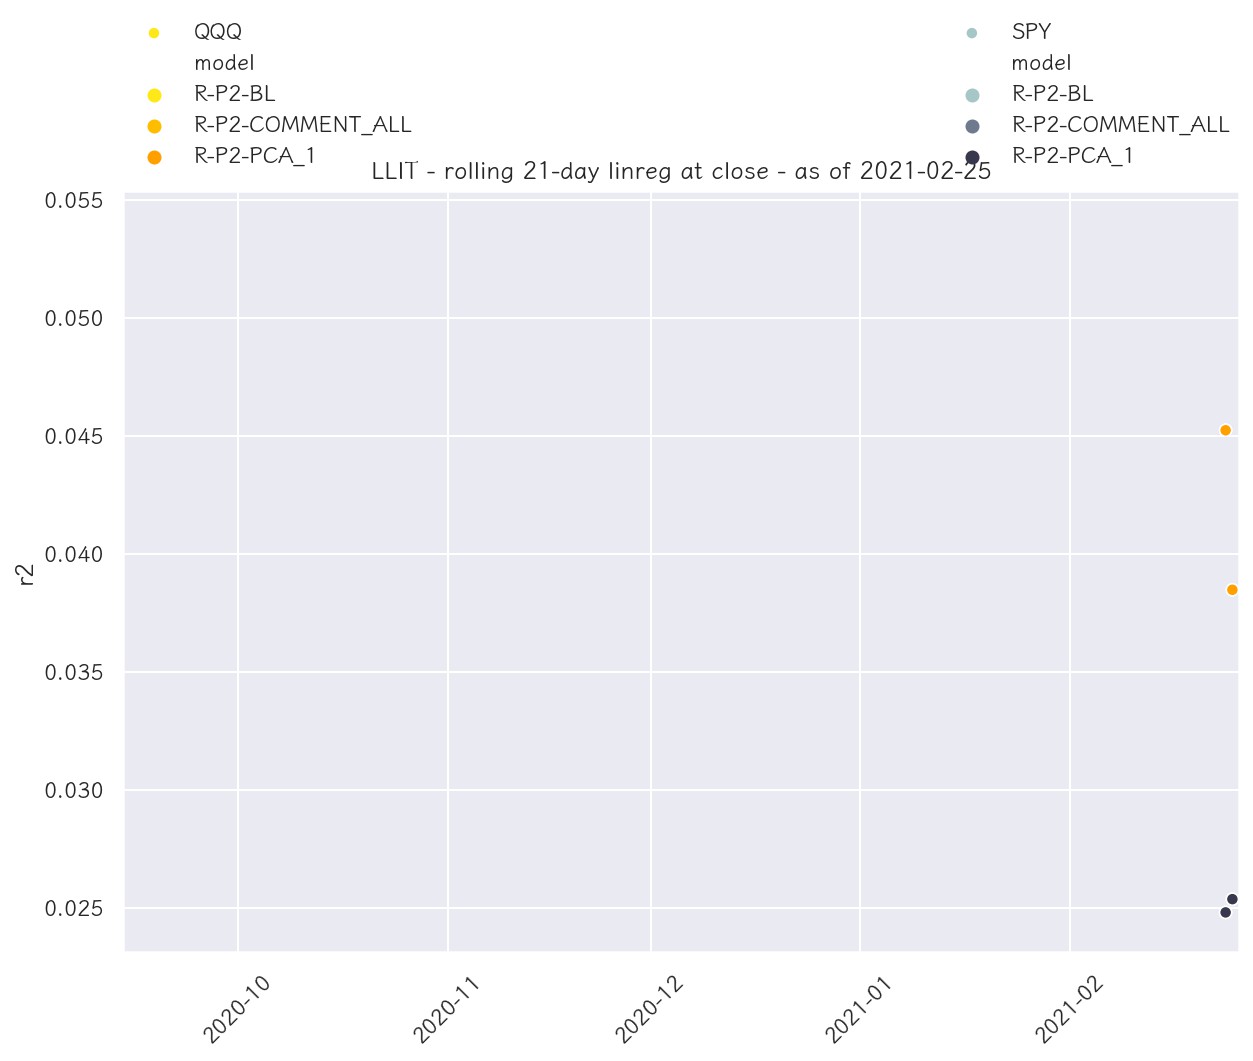 QQQ
model
R-P2-BL
R-P2-COMMENT_ALL
R-P2-PCA_1
SPY
model
R-P2-BL
R-P2-COMMENT_ALL
R-P2-PCA_1
LLIT - rolling 21-day linreg at close - as of 2021-02-25
0.055
0.050
0.045
0.040
0.035
0.030
0.025
r2
2020-10
2020-11
2020-12
2021-01
2021-02